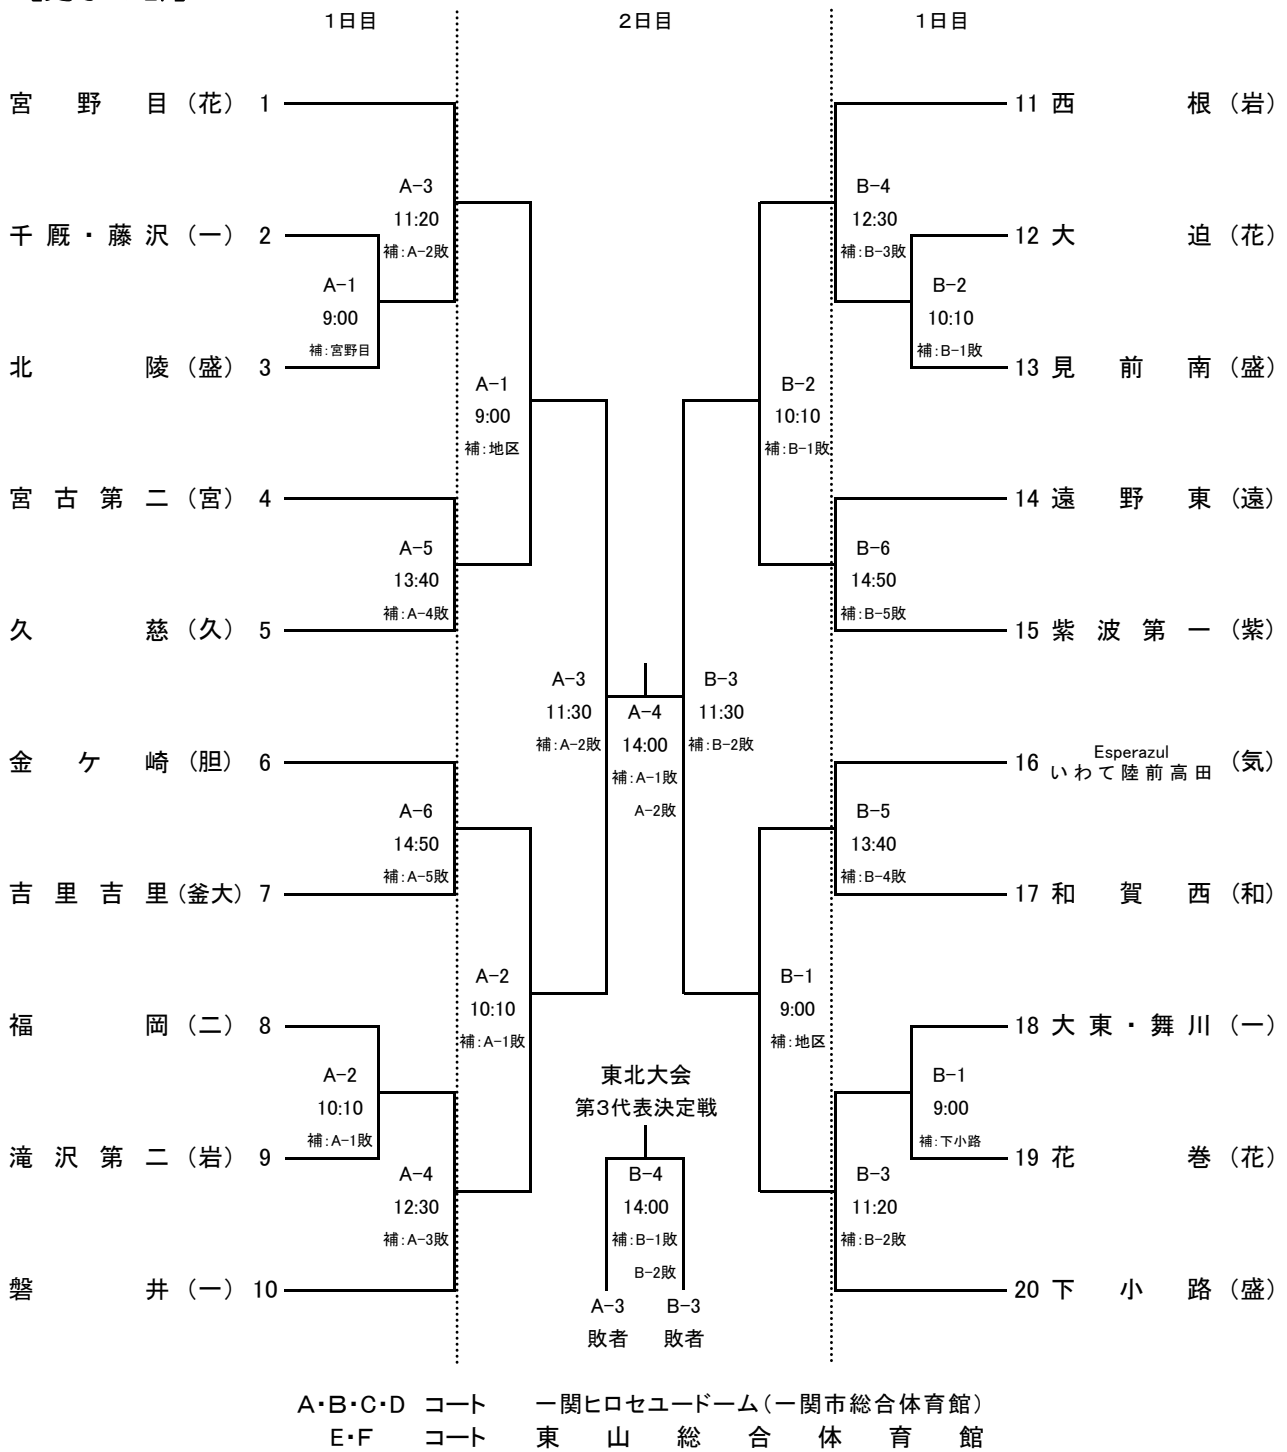 1日目 2日目 1日目
宮野目（花） 1
11 西根（岩）
A-3 B-4
11:20 12:30
千厩・藤沢（一） 2 補：A-2敗 補：B-3敗 12 大迫（花）
A-1 B-2
9:00 10:10
補：宮野目 補：B-1敗
北陵（盛） 3 13 見前南（盛）
A-1 B-2
9:00 10:10
補：地区 補：B-1敗
宮古第二（宮） 4 14 遠野東（遠）
A-5 B-6
13:40 14:50
補：A-4敗 補：B-5敗
久慈（久） 5 15 紫波第一（紫）
A-3 B-3
11:30 A-4 11:30
補：A-2敗 14:00 補：B-2敗
金ケ崎（胆） 6 補：A-1敗 16 Esperazul
いわて陸前高田（気）
A-2敗
A-6 B-5
14:50 13:40
補：A-5敗 補：B-4敗
吉里吉里（釜大） 7 17 和賀西（和）
A-2 B-1
10:10 9:00
補：A-1敗 補：地区
福岡（二） 8 18 大東・舞川（一）
A-2 東北大会 B-1
10:10 第3代表決定戦 9:00
補：A-1敗 補：下小路
滝沢第二（岩） 9 19 花巻（花）
A-4 B-4 B-3
12:30 14:00 11:20
補：A-3敗 補：B-1敗 補：B-2敗
B-2敗
磐井（一） 10 20 下小路（盛）
A-3 B-3
敗者 敗者
A・B・C・D コート 一関ヒロセユードーム（一関市総合体育館）
E・F コート 東山総合体育館